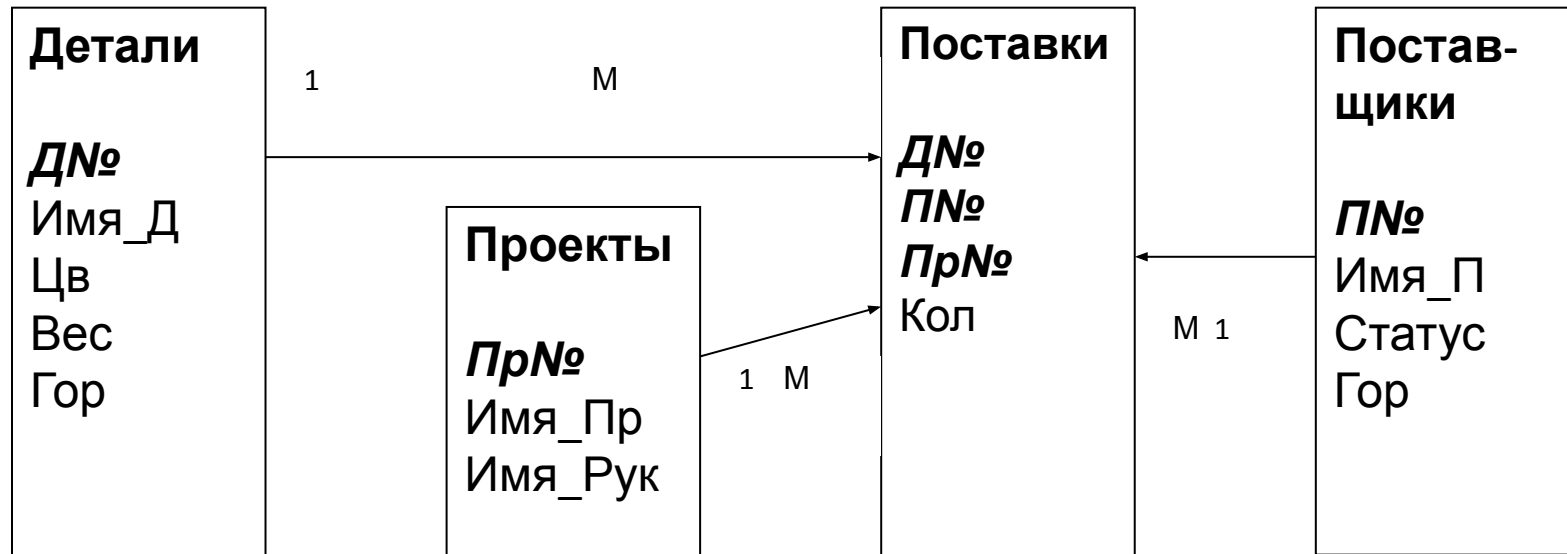 Детали
Д№
Имя_Д
Цв
Вес
Гор
1 М
Проекты
Пр№
Имя_Пр
Имя_Рук
1 М
Поставки
Д№
П№
Пр№
Кол
М 1
Постав-
щики
П№
Имя_П
Статус
Гор